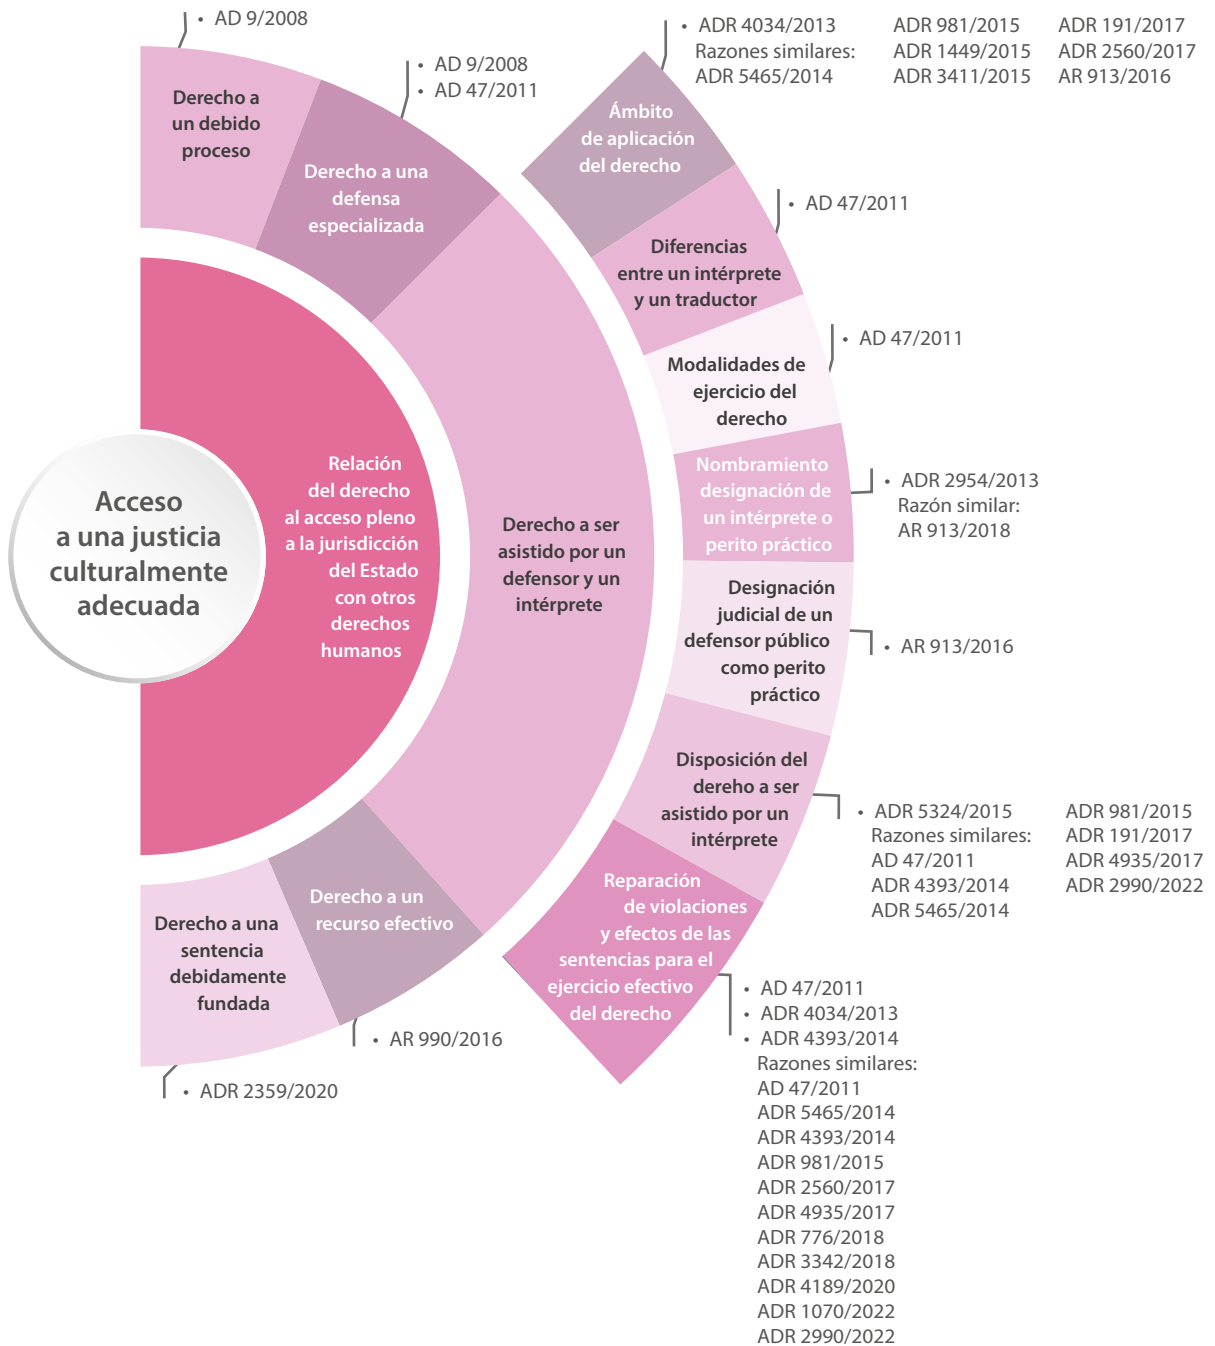 • AD 9/2008
Derecho a
un debido
proceso
• AD 9/2008
• AD 47/2011
Derecho a una
defensa
especializada
Acceso
a una justicia
culturalmente
adecuada
Relación
del derecho
al acceso pleno
a la jurisdicción
del Estado
con otros
derechos
humanos
Derecho a ser
asistido por un
defensor y un
intérprete
Derecho a un
recurso efectivo
• AR 990/2016
Derecho a una
sentencia
debidamente
fundada
• ADR 2359/2020
Ámbito
de aplicación
del derecho
• ADR 4034/2013
Razones similares:
ADR 5465/2014
ADR 981/2015
ADR 1449/2015
ADR 3411/2015
ADR 191/2017
ADR 2560/2017
AR 913/2016
Diferencias
entre un intérprete
y un traductor
• AD 47/2011
Modalidades de
ejercicio del
derecho
• AD 47/2011
Nombramiento
designación de
un intérprete o
perito práctico
• ADR 2954/2013
Razón similar:
AR 913/2018
Designación
judicial de un
defensor público
como perito
práctico
• AR 913/2016
Disposición del
dereho a ser
asistido por un
intérprete
• ADR 5324/2015
Razones similares:
AD 47/2011
ADR 4393/2014
ADR 5465/2014
ADR 981/2015
ADR 191/2017
ADR 4935/2017
ADR 2990/2022
Reparación
de violaciones
y efectos de las
sentencias para el
ejercicio efectivo
del derecho
• AD 47/2011
• ADR 4034/2013
• ADR 4393/2014
Razones similares:
AD 47/2011
ADR 5465/2014
ADR 4393/2014
ADR 981/2015
ADR 2560/2017
ADR 4935/2017
ADR 776/2018
ADR 3342/2018
ADR 4189/2020
ADR 1070/2022
ADR 2990/2022